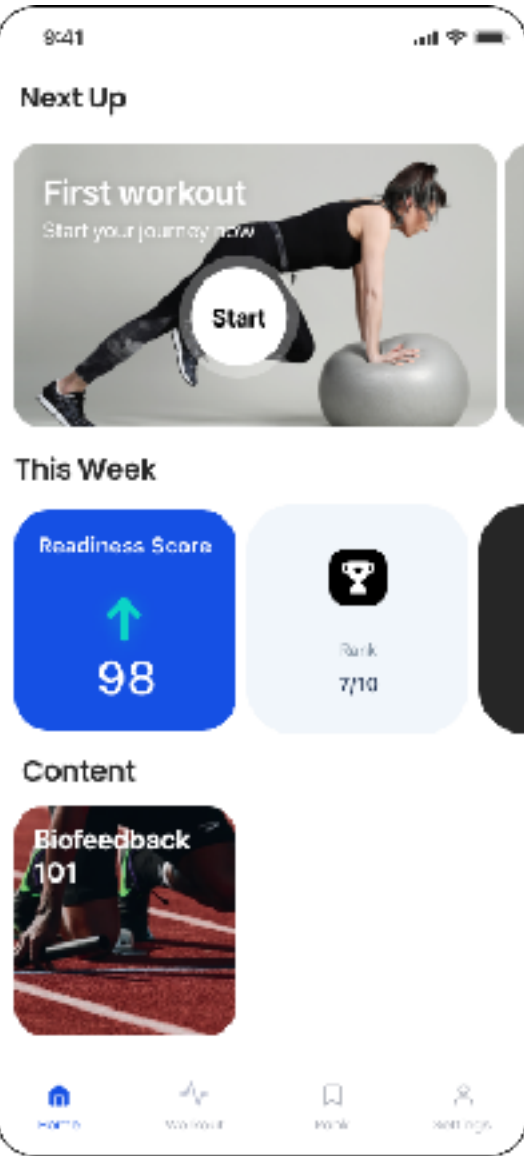 9:41
Next Up
First workout
Start your journey now
Start
This Week
Readiness Score
98
Rank
7/10
Content
Biofeedback
101
Home
Workout
Rank
Settings